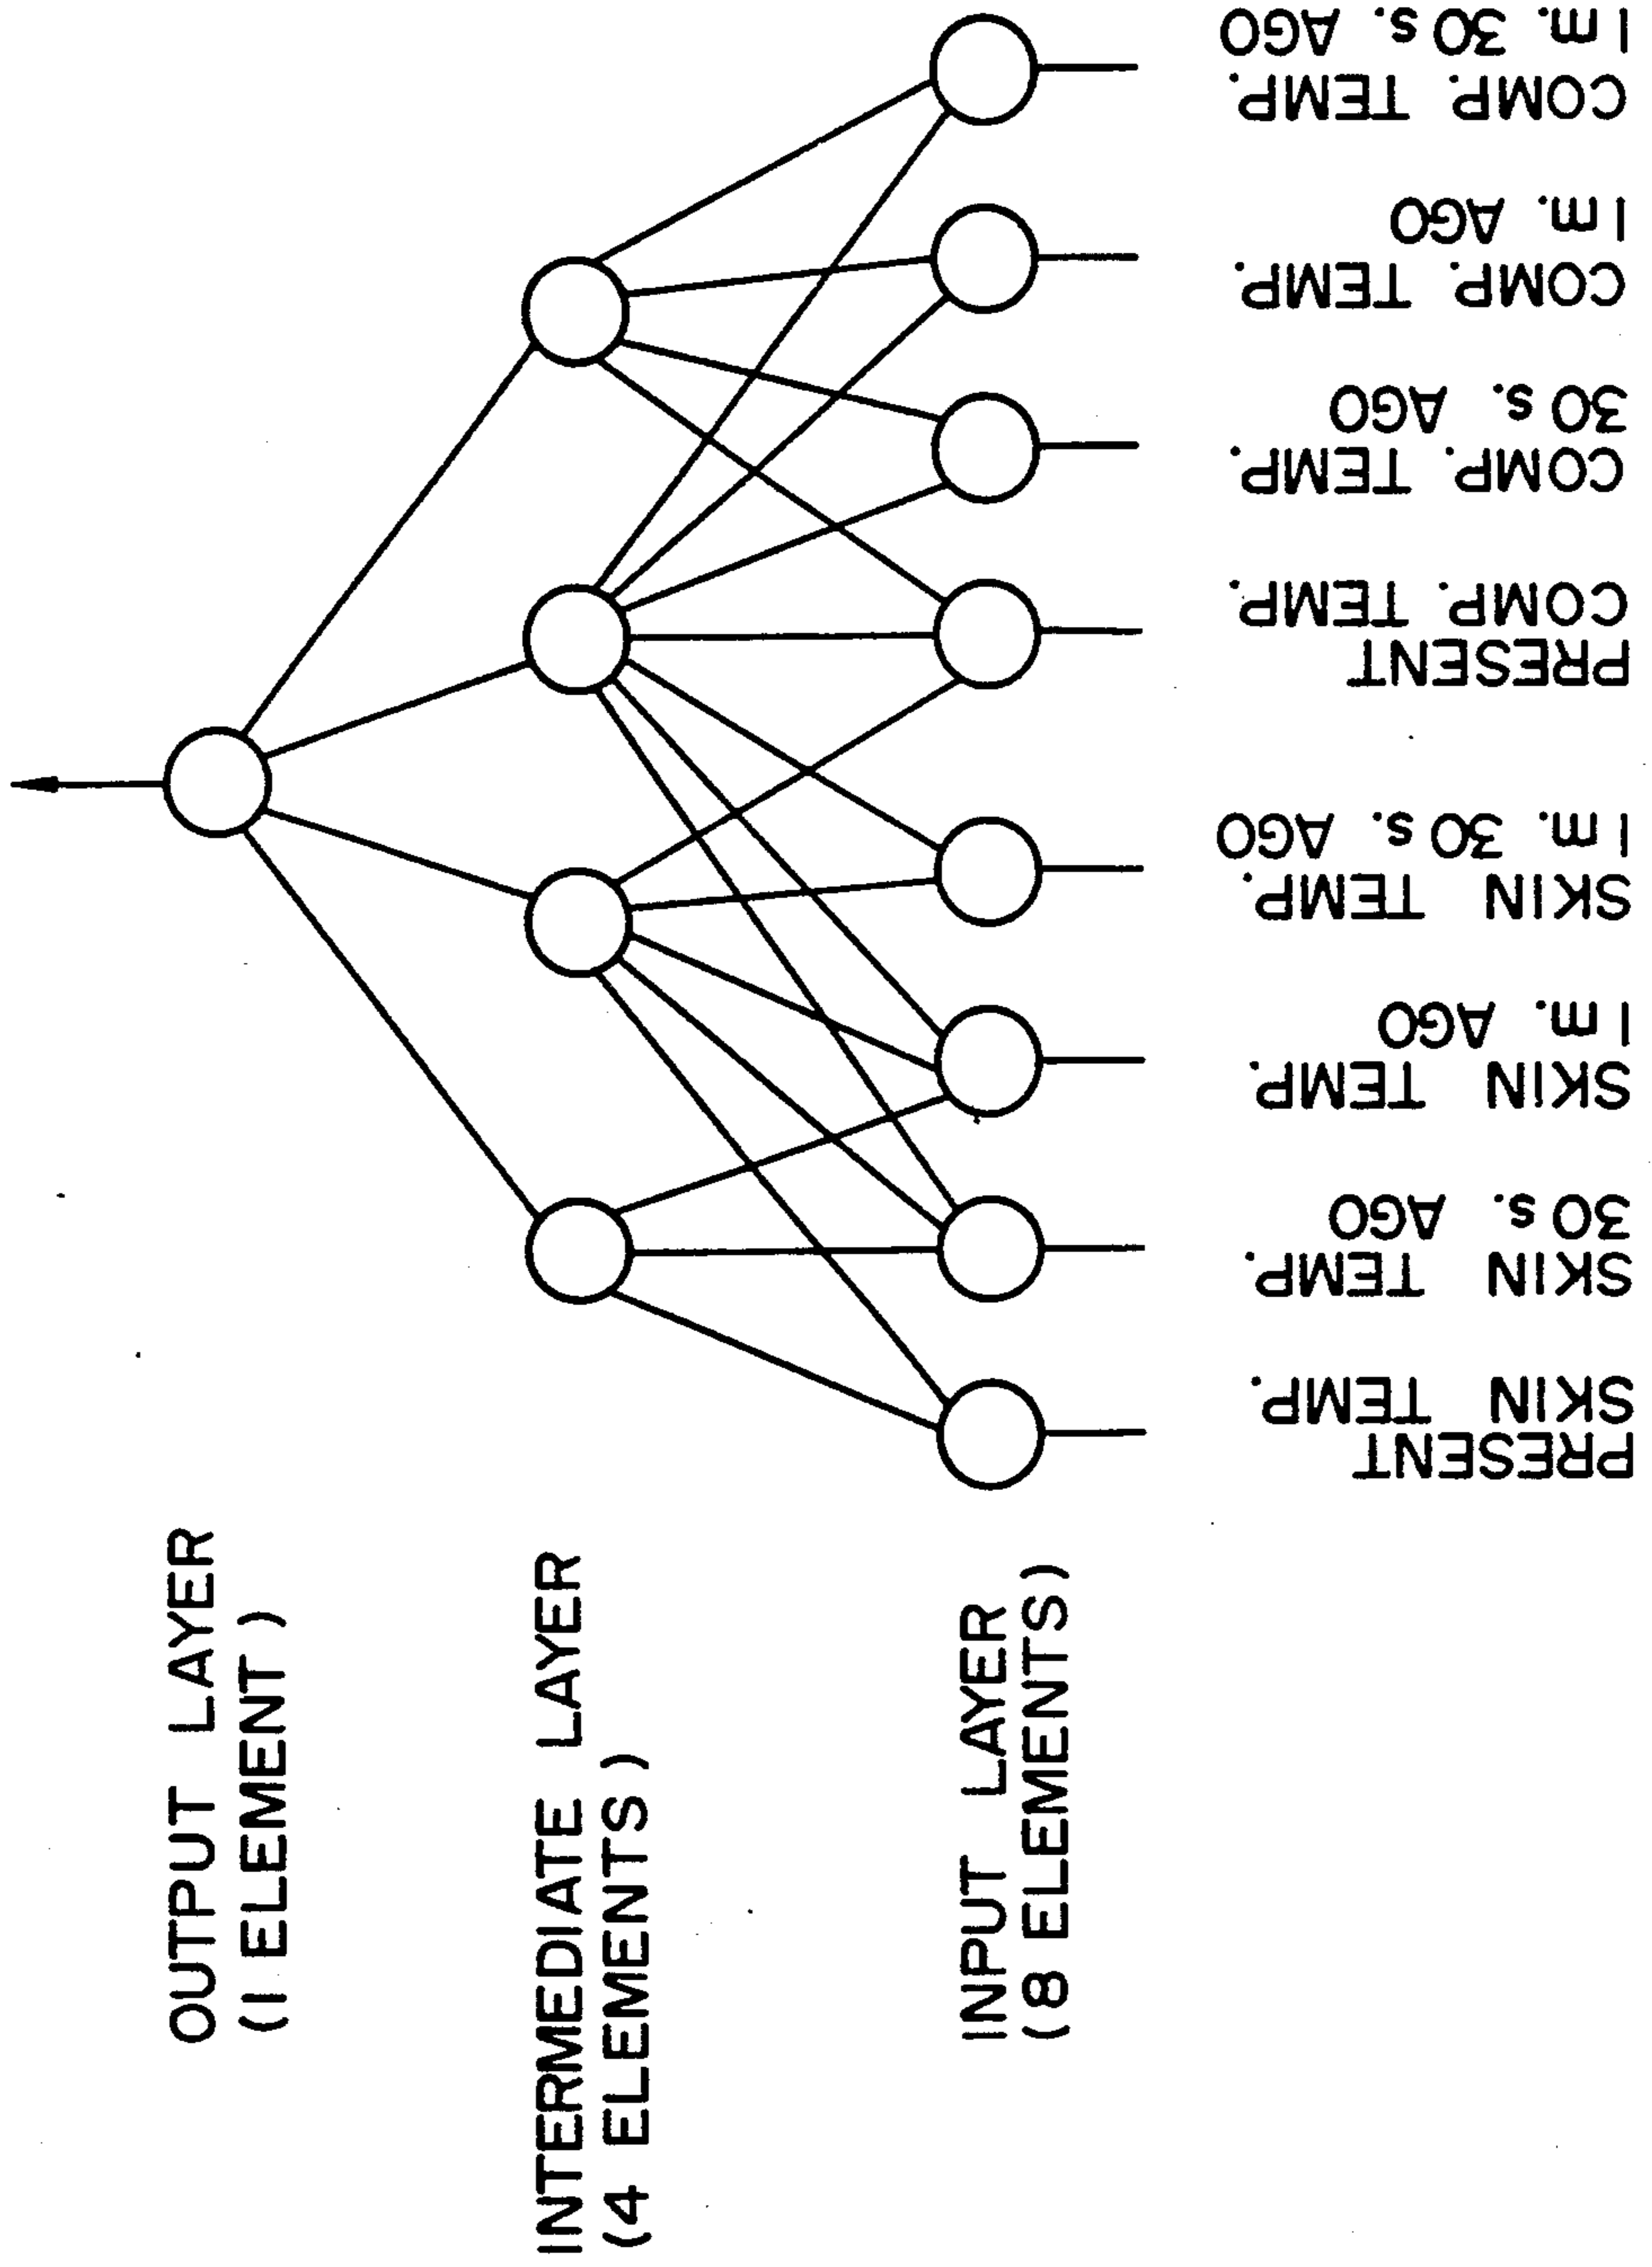 OUTPUT LAYER
(1 ELEMENT)
INTERMEDIATE LAYER
(4 ELEMENTS)
INPUT LAYER
(8 ELEMENTS)
PRESENT
SKIN TEMP.
SKIN TEMP.
30 s. AGO
SKIN TEMP.
1 m. AGO
SKIN TEMP.
1 m. 30 s. AGO
PRESENT
COMP. TEMP.
COMP. TEMP.
30 s. AGO
COMP. TEMP.
1 m. AGO
COMP. TEMP.
1 m. 30 s. AGO